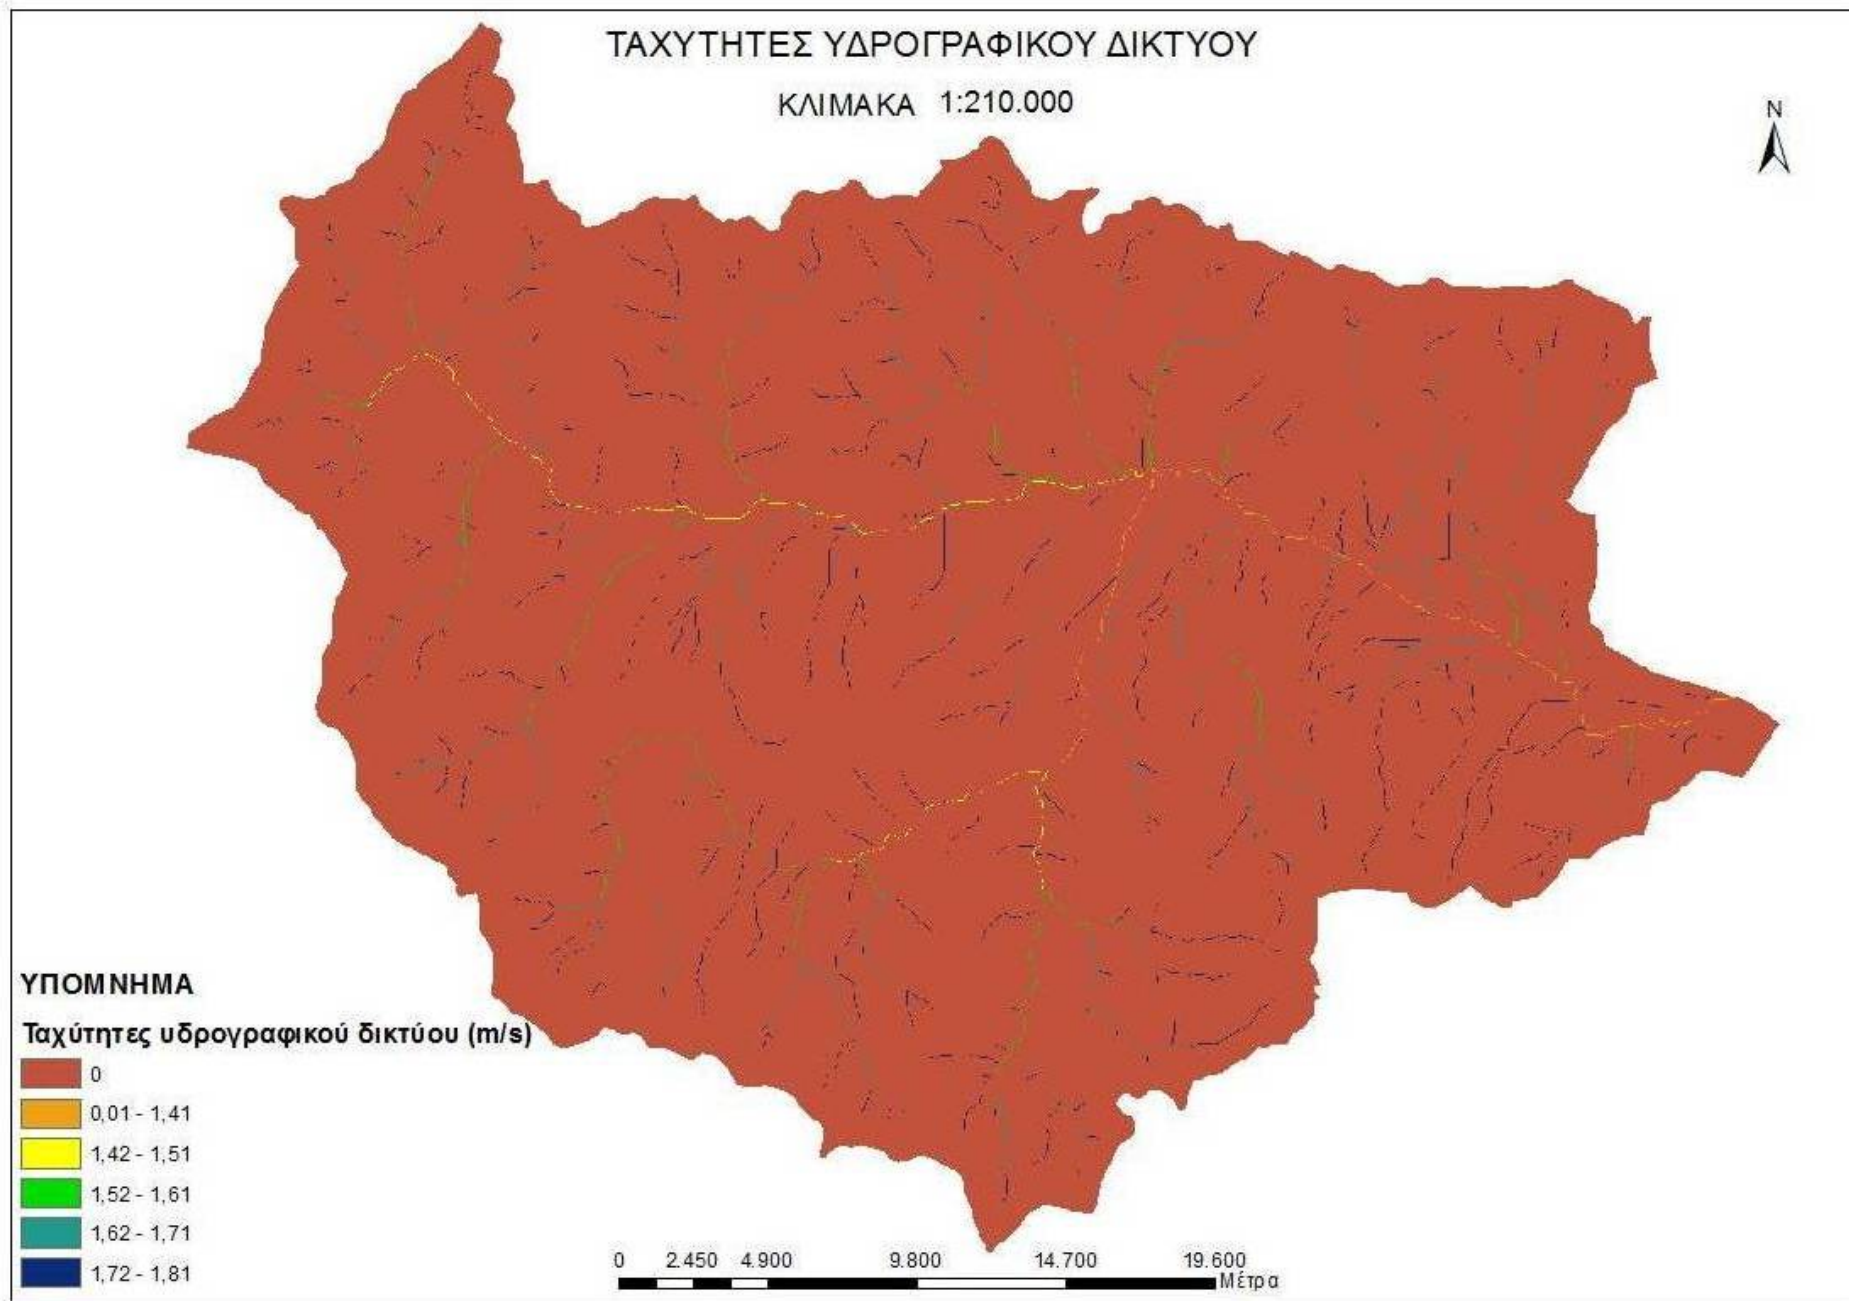 ΤΑΧΥΤΗΤΕΣ ΥΔΡΟΓΡΑΦΙΚΟΥ ΔΙΚΤΥΟΥ
ΚΛΙΜΑΚΑ 1:210.000
N
ΥΠΟΜΝΗΜΑ
Ταχύτητες υδρογραφικού δικτύου (m/s)
0
0,01 - 1,41
1,42 - 1,51
1,52 - 1,61
1,62 - 1,71
1,72 - 1,81
0 2.450 4.900 9.800 14.700 19.600
Μέτρα